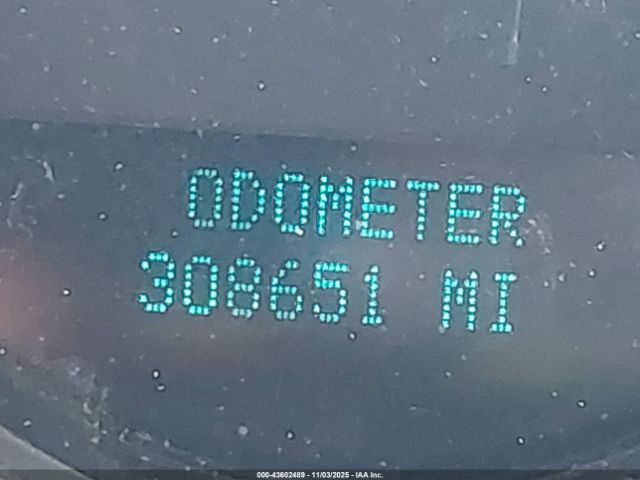 ODOMETER
308651 MI
000-43602489 - 11/03/2025 - IAA Inc.